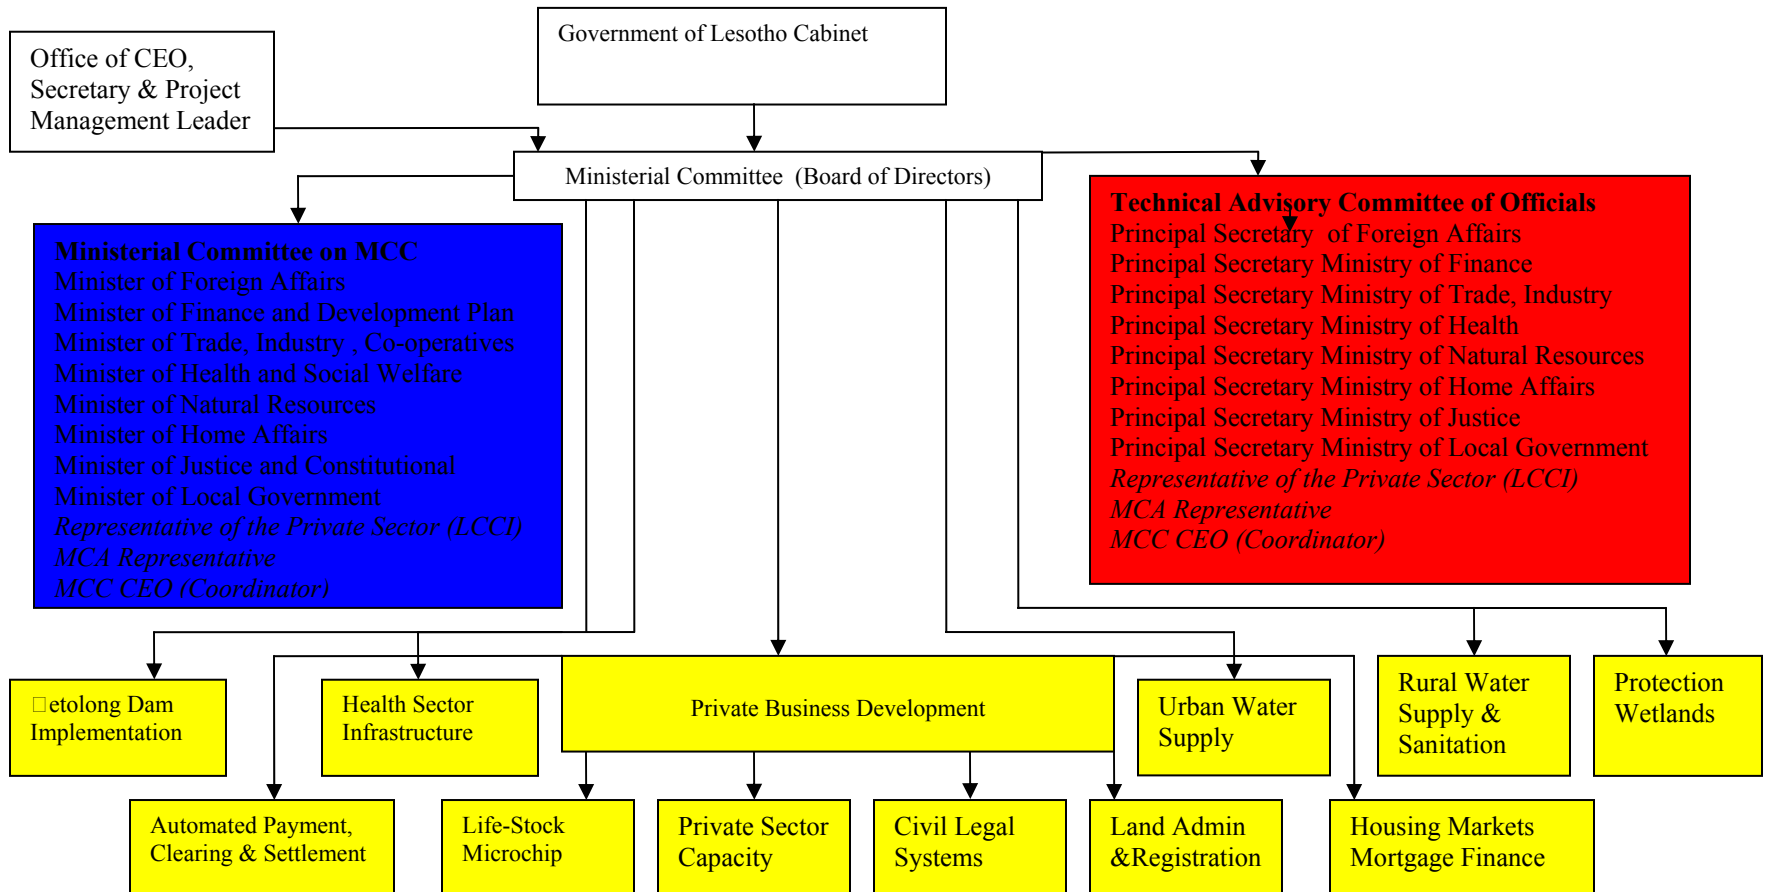 Government of Lesotho Cabinet
Office of CEO,
Secretary & Project
Management Leader
Ministerial Committee (Board of Directors)
Ministerial Committee on MCC
Minister of Foreign Affairs
Minister of Finance and Development Plan
Minister of Trade, Industry , Co-operatives
Minister of Health and Social Welfare
Minister of Natural Resources
Minister of Home Affairs
Minister of Justice and Constitutional
Minister of Local Government
Representative of the Private Sector (LCCI)
MCA Representative
MCC CEO (Coordinator)
Technical Advisory Committee of Officials
Principal Secretary of Foreign Affairs
Principal Secretary Ministry of Finance
Principal Secretary Ministry of Trade, Industry
Principal Secretary Ministry of Health
Principal Secretary Ministry of Natural Resources
Principal Secretary Ministry of Home Affairs
Principal Secretary Ministry of Justice
Principal Secretary Ministry of Local Government
Representative of the Private Sector (LCCI)
MCA Representative
MCC CEO (Coordinator)
□etolong Dam
Implementation
Health Sector
Infrastructure
Private Business Development
Urban Water
Supply
Rural Water
Supply &
Sanitation
Protection
Wetlands
Automated Payment,
Clearing & Settlement
Life-Stock
Microchip
Private Sector
Capacity
Civil Legal
Systems
Land Admin
&Registration
Housing Markets
Mortgage Finance